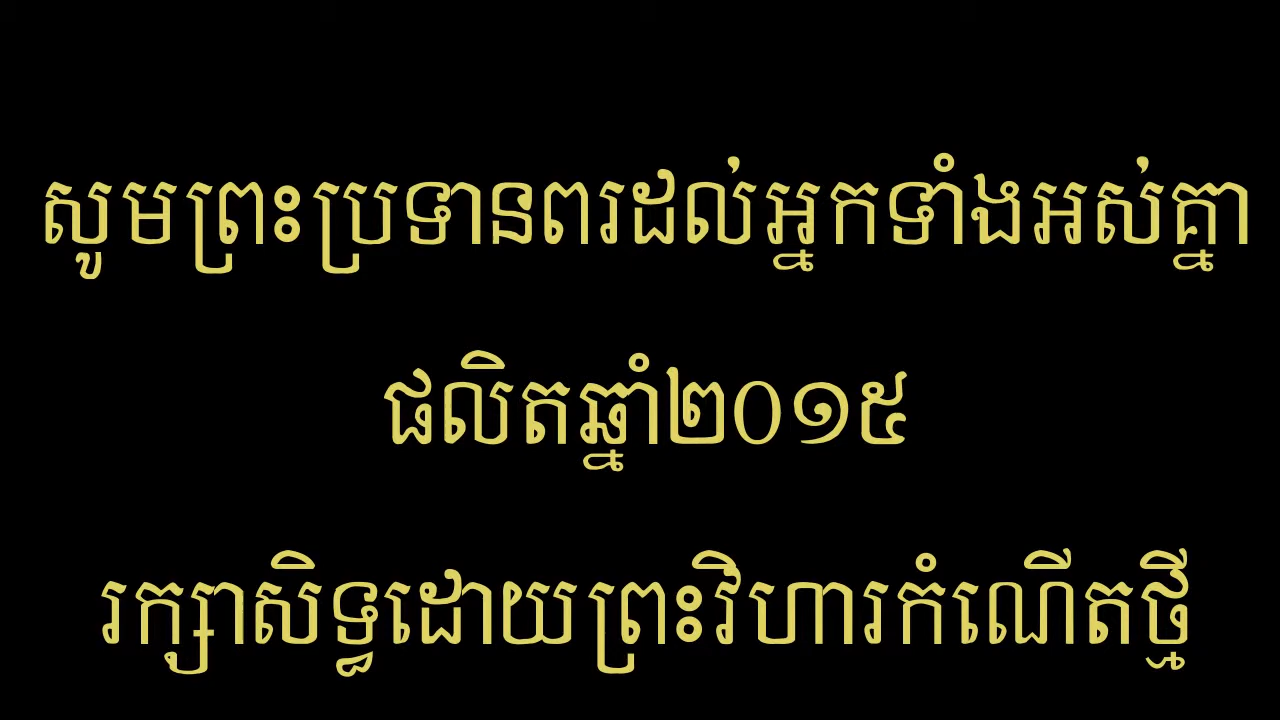 សូមព្រះប្រទានពរដល់អ្នកទាំងអស់គ្នា
ផលិតឆ្នាំ២០១៥
រក្សាសិទ្ធដោយព្រះវិហារកំណើតថ្មី